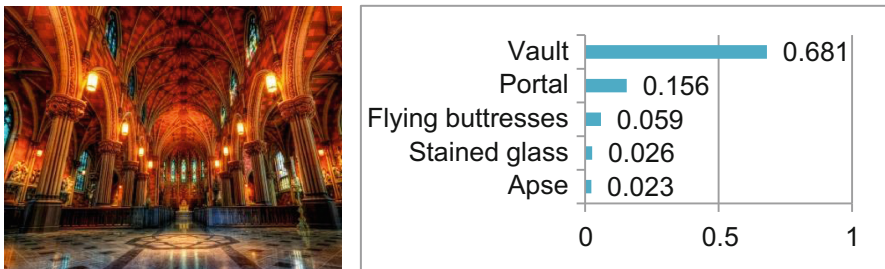 Vault 0.681
Portal 0.156
Flying buttresses 0.059
Stained glass 0.026
Apse 0.023
0 0.5 1